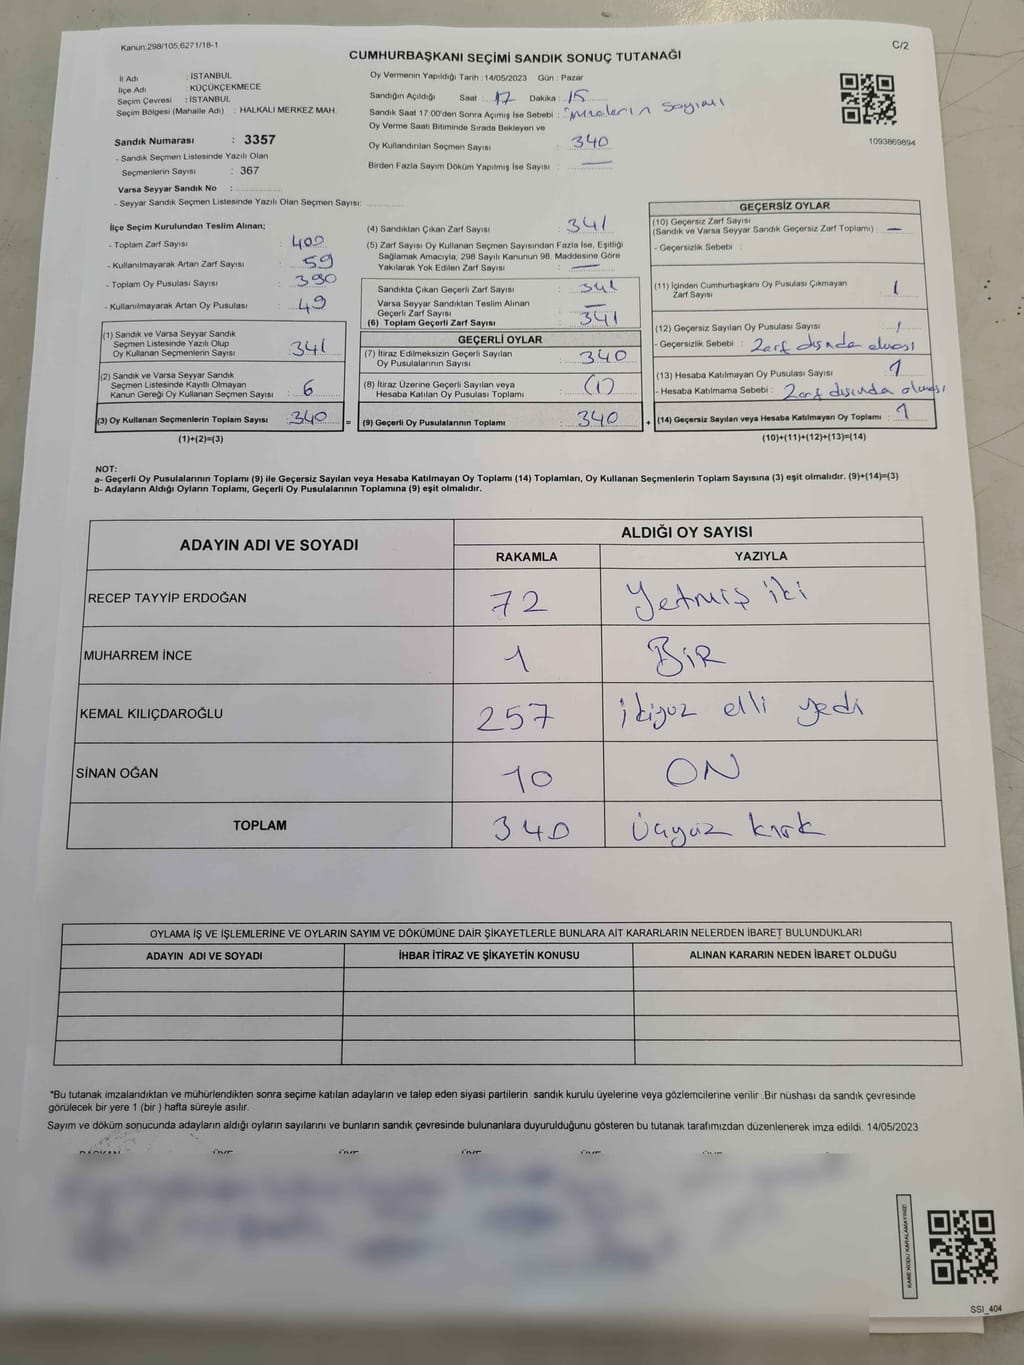 Kanun;298/105,6271/18-1
C/2
CUMHURBAŞKANI SEÇİMİ SANDIK SONUÇ TUTANAĞI
İl Adı : İSTANBUL
İlçe Adı : KÜÇÜKÇEKMECE
Seçim Çevresi : İSTANBUL
Seçim Bölgesi (Mahalle Adı) : HALKALI MERKEZ MAH.
Sandık Numarası : 3357
- Sandık Seçmen Listesinde Yazılı Olan
Seçmenlerin Sayısı : 367
Varsa Seyyar Sandık No :
- Seyyar Sandık Seçmen Listesinde Yazılı Olan Seçmen Sayısı:
Oy Vermenin Yapıldığı Tarih :14/05/2023 Gün : Pazar
Sandığın Açıldığı Saat : 17 Dakika : 15
Sandık Saat 17:00'den Sonra Açımış İse Sebebi : imzaların sayımı
Oy Verme Saati Bitiminde Sırada Bekleyen ve
Oy Kullandırılan Seçmen Sayısı : 340
Birden Fazla Sayım Döküm Yapılmış İse Sayısı : —
1093869894
İlçe Seçim Kurulundan Teslim Alınan;
- Toplam Zarf Sayısı : 400
- Kullanılmayarak Artan Zarf Sayısı : 59
- Toplam Oy Pusulası Sayısı : 390
- Kullanılmayarak Artan Oy Pusulası : 49
(1) Sandık ve Varsa Seyyar Sandık
Seçmen Listesinde Yazılı Olup
Oy Kullanan Seçmenlerin Sayısı : 341
(2) Sandık ve Varsa Seyyar Sandık
Seçmen Listesinde Kayıtlı Olmayan
Kanun Gereği Oy Kullanan Seçmen Sayısı : 6
(3) Oy Kullanan Seçmenlerin Toplam Sayısı : 340
(1)+(2)=(3)
(4) Sandıktan Çıkan Zarf Sayısı : 341
(5) Zarf Sayısı Oy Kullanan Seçmen Sayısından Fazla İse, Eşitliği
Sağlamak Amacıyla; 298 Sayılı Kanunun 98. Maddesine Göre
Yakılarak Yok Edilen Zarf Sayısı : —
Sandıkta Çıkan Geçerli Zarf Sayısı : 341
Varsa Seyyar Sandıktan Teslim Alınan
Geçerli Zarf Sayısı : —
(6) Toplam Geçerli Zarf Sayısı : 341
=
GEÇERLİ OYLAR
(7) İtiraz Edilmeksizin Geçerli Sayılan
Oy Pusulalarının Sayısı : 340
(8) İtiraz Üzerine Geçerli Sayılan veya
Hesaba Katılan Oy Pusulası Toplamı : (1)
(9) Geçerli Oy Pusulalarının Toplamı : 340
+
GEÇERSİZ OYLAR
(10) Geçersiz Zarf Sayısı
(Sandık ve Varsa Seyyar Sandık Geçersiz Zarf Toplamı) : —
- Geçersizlik Sebebi :
(11) İçinden Cumhurbaşkanı Oy Pusulası Çıkmayan
Zarf Sayısı : 1
(12) Geçersiz Sayılan Oy Pusulası Sayısı : 1
- Geçersizlik Sebebi : Zarf dışında olması
(13) Hesaba Katılmayan Oy Pusulası Sayısı : 1
- Hesaba Katılmama Sebebi : Zarf dışında olması
(14) Geçersiz Sayılan veya Hesaba Katılmayan Oy Toplamı : 1
(10)+(11)+(12)+(13)=(14)
NOT:
a- Geçerli Oy Pusulalarının Toplamı (9) ile Geçersiz Sayılan veya Hesaba Katılmayan Oy Toplamı (14) Toplamları, Oy Kullanan Seçmenlerin Toplam Sayısına (3) eşit olmalıdır. (9)+(14)=(3)
b- Adayların Aldığı Oyların Toplamı, Geçerli Oy Pusulalarının Toplamına (9) eşit olmalıdır.
ADAYIN ADI VE SOYADI
ALDIĞI OY SAYISI
RAKAMLA YAZIYLA
RECEP TAYYİP ERDOĞAN 72 Yetmiş iki
MUHARREM İNCE 1 BİR
KEMAL KILIÇDAROĞLU 257 ikiyüz elli yedi
SİNAN OĞAN 10 ON
TOPLAM 340 üçyüz kırk
OYLAMA İŞ VE İŞLEMLERİNE VE OYLARIN SAYIM VE DÖKÜMÜNE DAİR ŞİKAYETLERLE BUNLARA AİT KARARLARIN NELERDEN İBARET BULUNDUKLARI
ADAYIN ADI VE SOYADI İHBAR İTİRAZ VE ŞİKAYETİN KONUSU ALINAN KARARIN NEDEN İBARET OLDUĞU
*Bu tutanak imzalandıktan ve mühürlendikten sonra seçime katılan adayların ve talep eden siyasi partilerin sandık kurulu üyelerine veya gözlemcilerine verilir .Bir nüshası da sandık çevresinde
görülecek bir yere 1 (bir ) hafta süreyle asılır.
Sayım ve döküm sonucunda adayların aldığı oyların sayılarını ve bunların sandık çevresinde bulunanlara duyurulduğunu gösteren bu tutanak tarafımızdan düzenlenerek imza edildi. 14/05/2023
KARE KODU KARALAMAYINIZ!
SSI_404